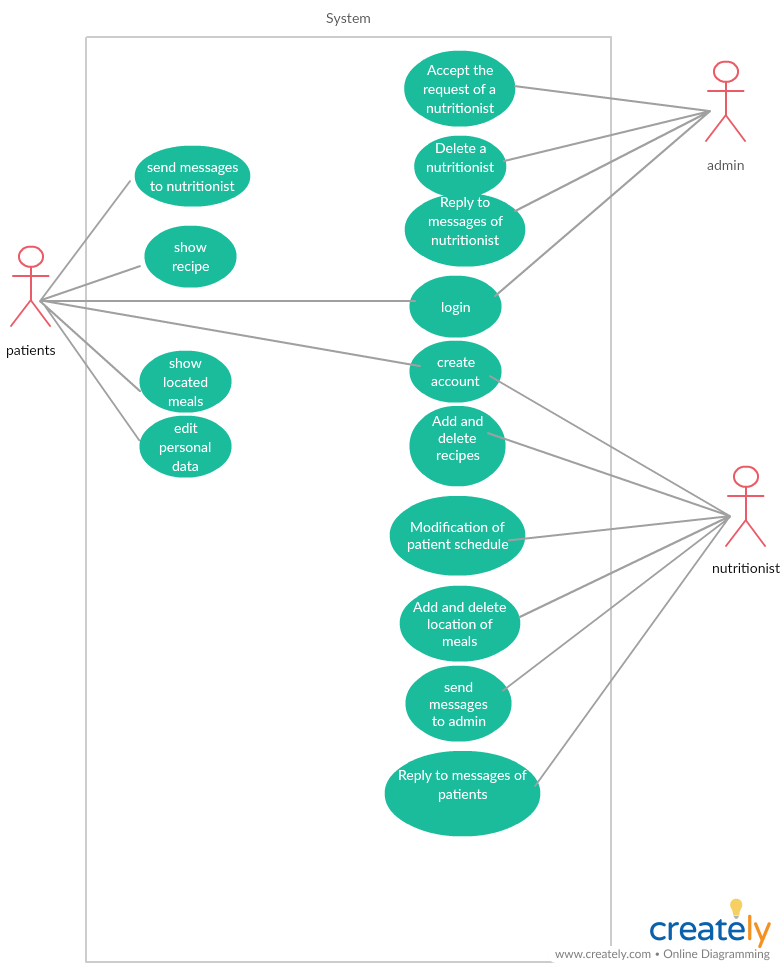 System
Accept the
request of a
nutritionist
Delete a
nutritionist
admin
send messages
to nutritionist
Reply to
messages of
nutritionist
show
recipe
login
patients
show
located
meals
create
account
edit
personal
data
Add and
delete
recipes
Modification of
patient schedule
nutritionist
Add and delete
location of
meals
send
messages
to admin
Reply to messages of
patients
creately
www.creately.com • Online Diagramming